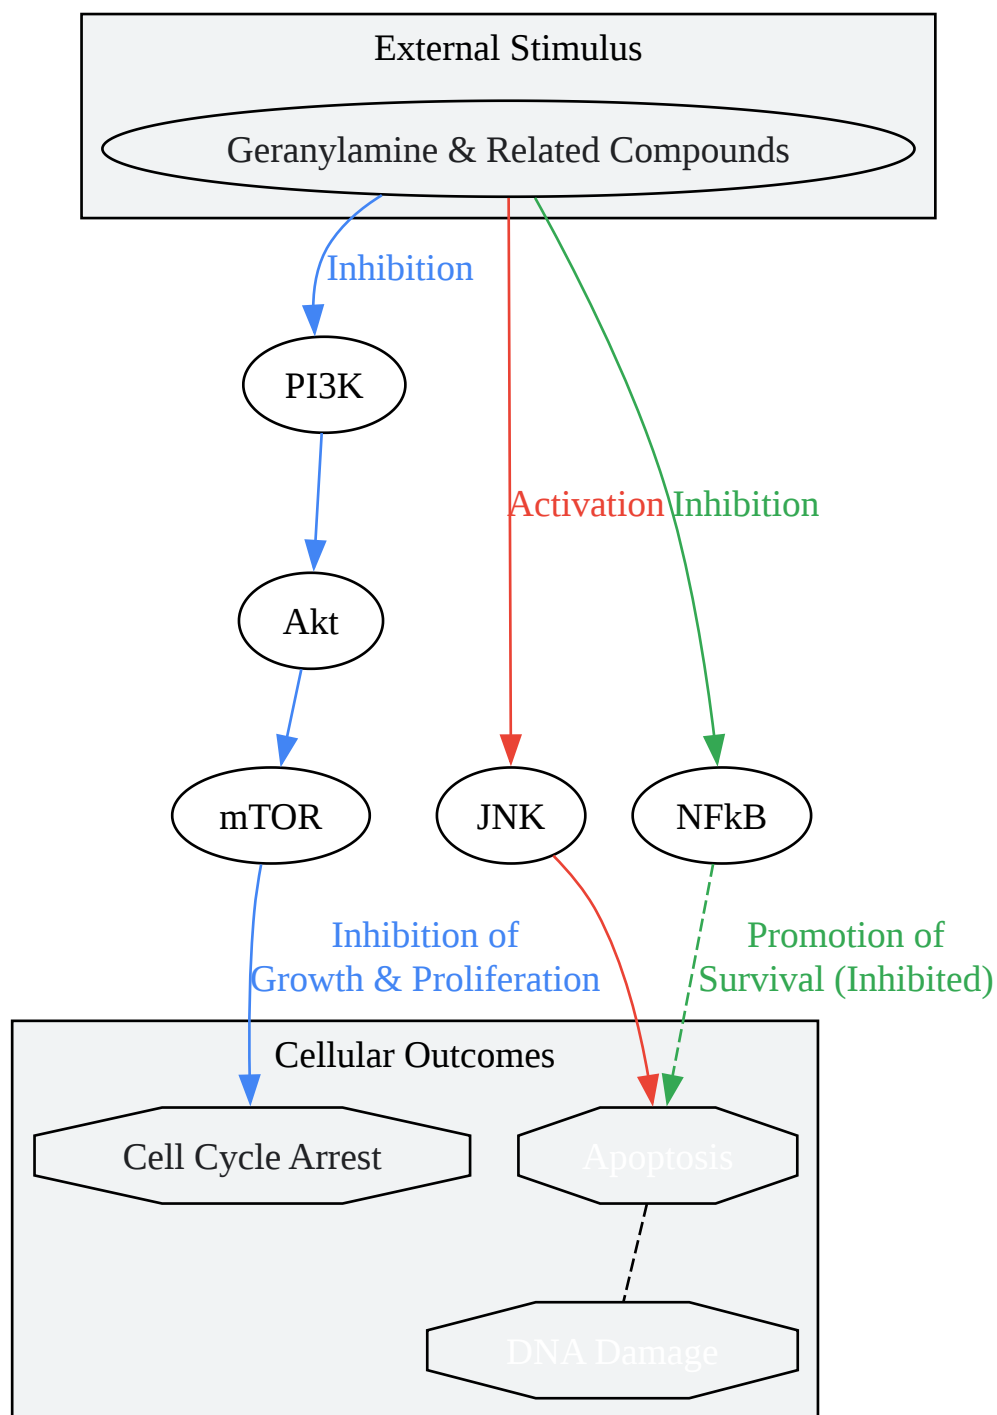 External Stimulus
Geranylamine & Related Compounds
Inhibition
PI3K
Activation
Inhibition
Akt
mTOR
JNK
NFkB
Inhibition of
Growth & Proliferation
Promotion of
Survival (Inhibited)
Cellular Outcomes
Cell Cycle Arrest
Apoptosis
DNA Damage